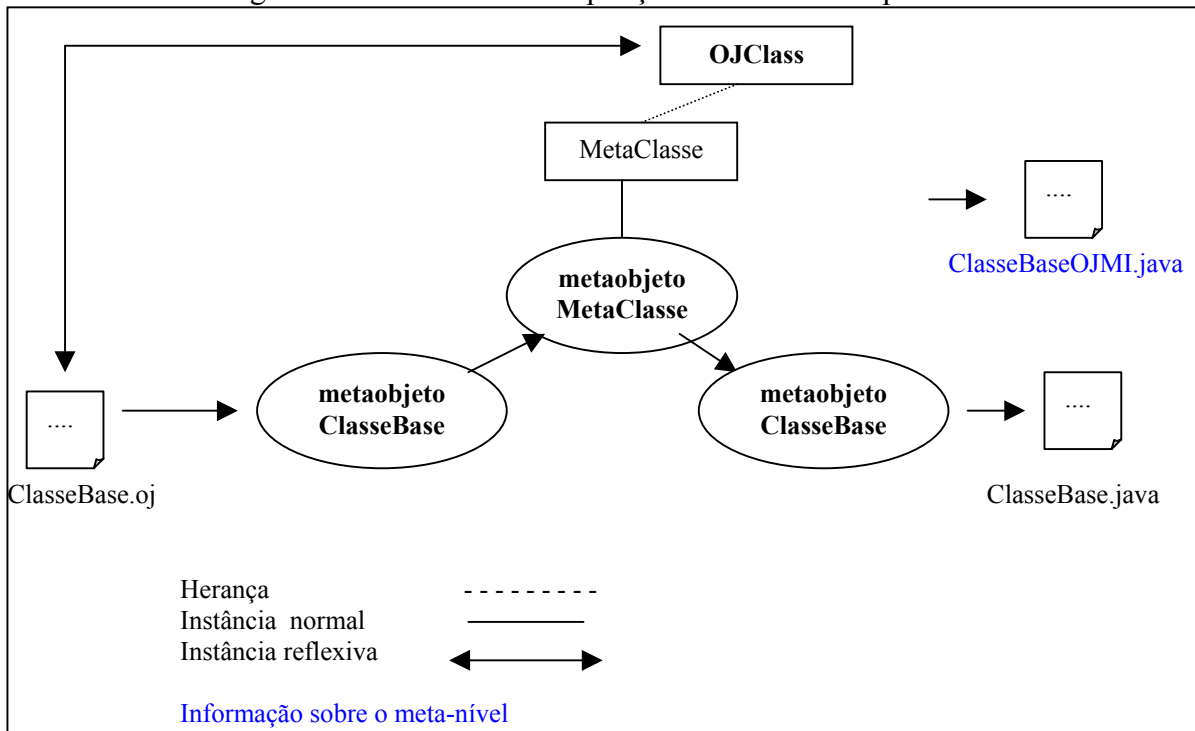 OJClass
MetaClasse
....
ClasseBaseOJMI.java
metaobjeto
MetaClasse
metaobjeto
ClasseBase
metaobjeto
ClasseBase
....
....
ClasseBase.oj
ClasseBase.java
Herança
Instância normal
Instância reflexiva
Informação sobre o meta-nível